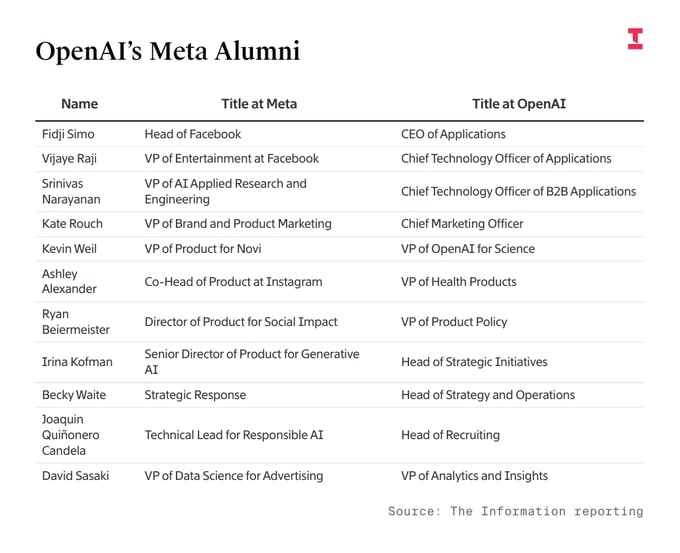 OpenAI's Meta Alumni
Name Title at Meta Title at OpenAI
Fidji Simo Head of Facebook CEO of Applications
Vijaye Raji VP of Entertainment at Facebook Chief Technology Officer of Applications
Srinivas Narayanan VP of AI Applied Research and Engineering Chief Technology Officer of B2B Applications
Kate Rouch VP of Brand and Product Marketing Chief Marketing Officer
Kevin Weil VP of Product for Novi VP of OpenAI for Science
Ashley Alexander Co-Head of Product at Instagram VP of Health Products
Ryan Beiermeister Director of Product for Social Impact VP of Product Policy
Irina Kofman Senior Director of Product for Generative AI Head of Strategic Initiatives
Becky Waite Strategic Response Head of Strategy and Operations
Joaquin Quiñonero Candela Technical Lead for Responsible AI Head of Recruiting
David Sasaki VP of Data Science for Advertising VP of Analytics and Insights
Source: The Information reporting